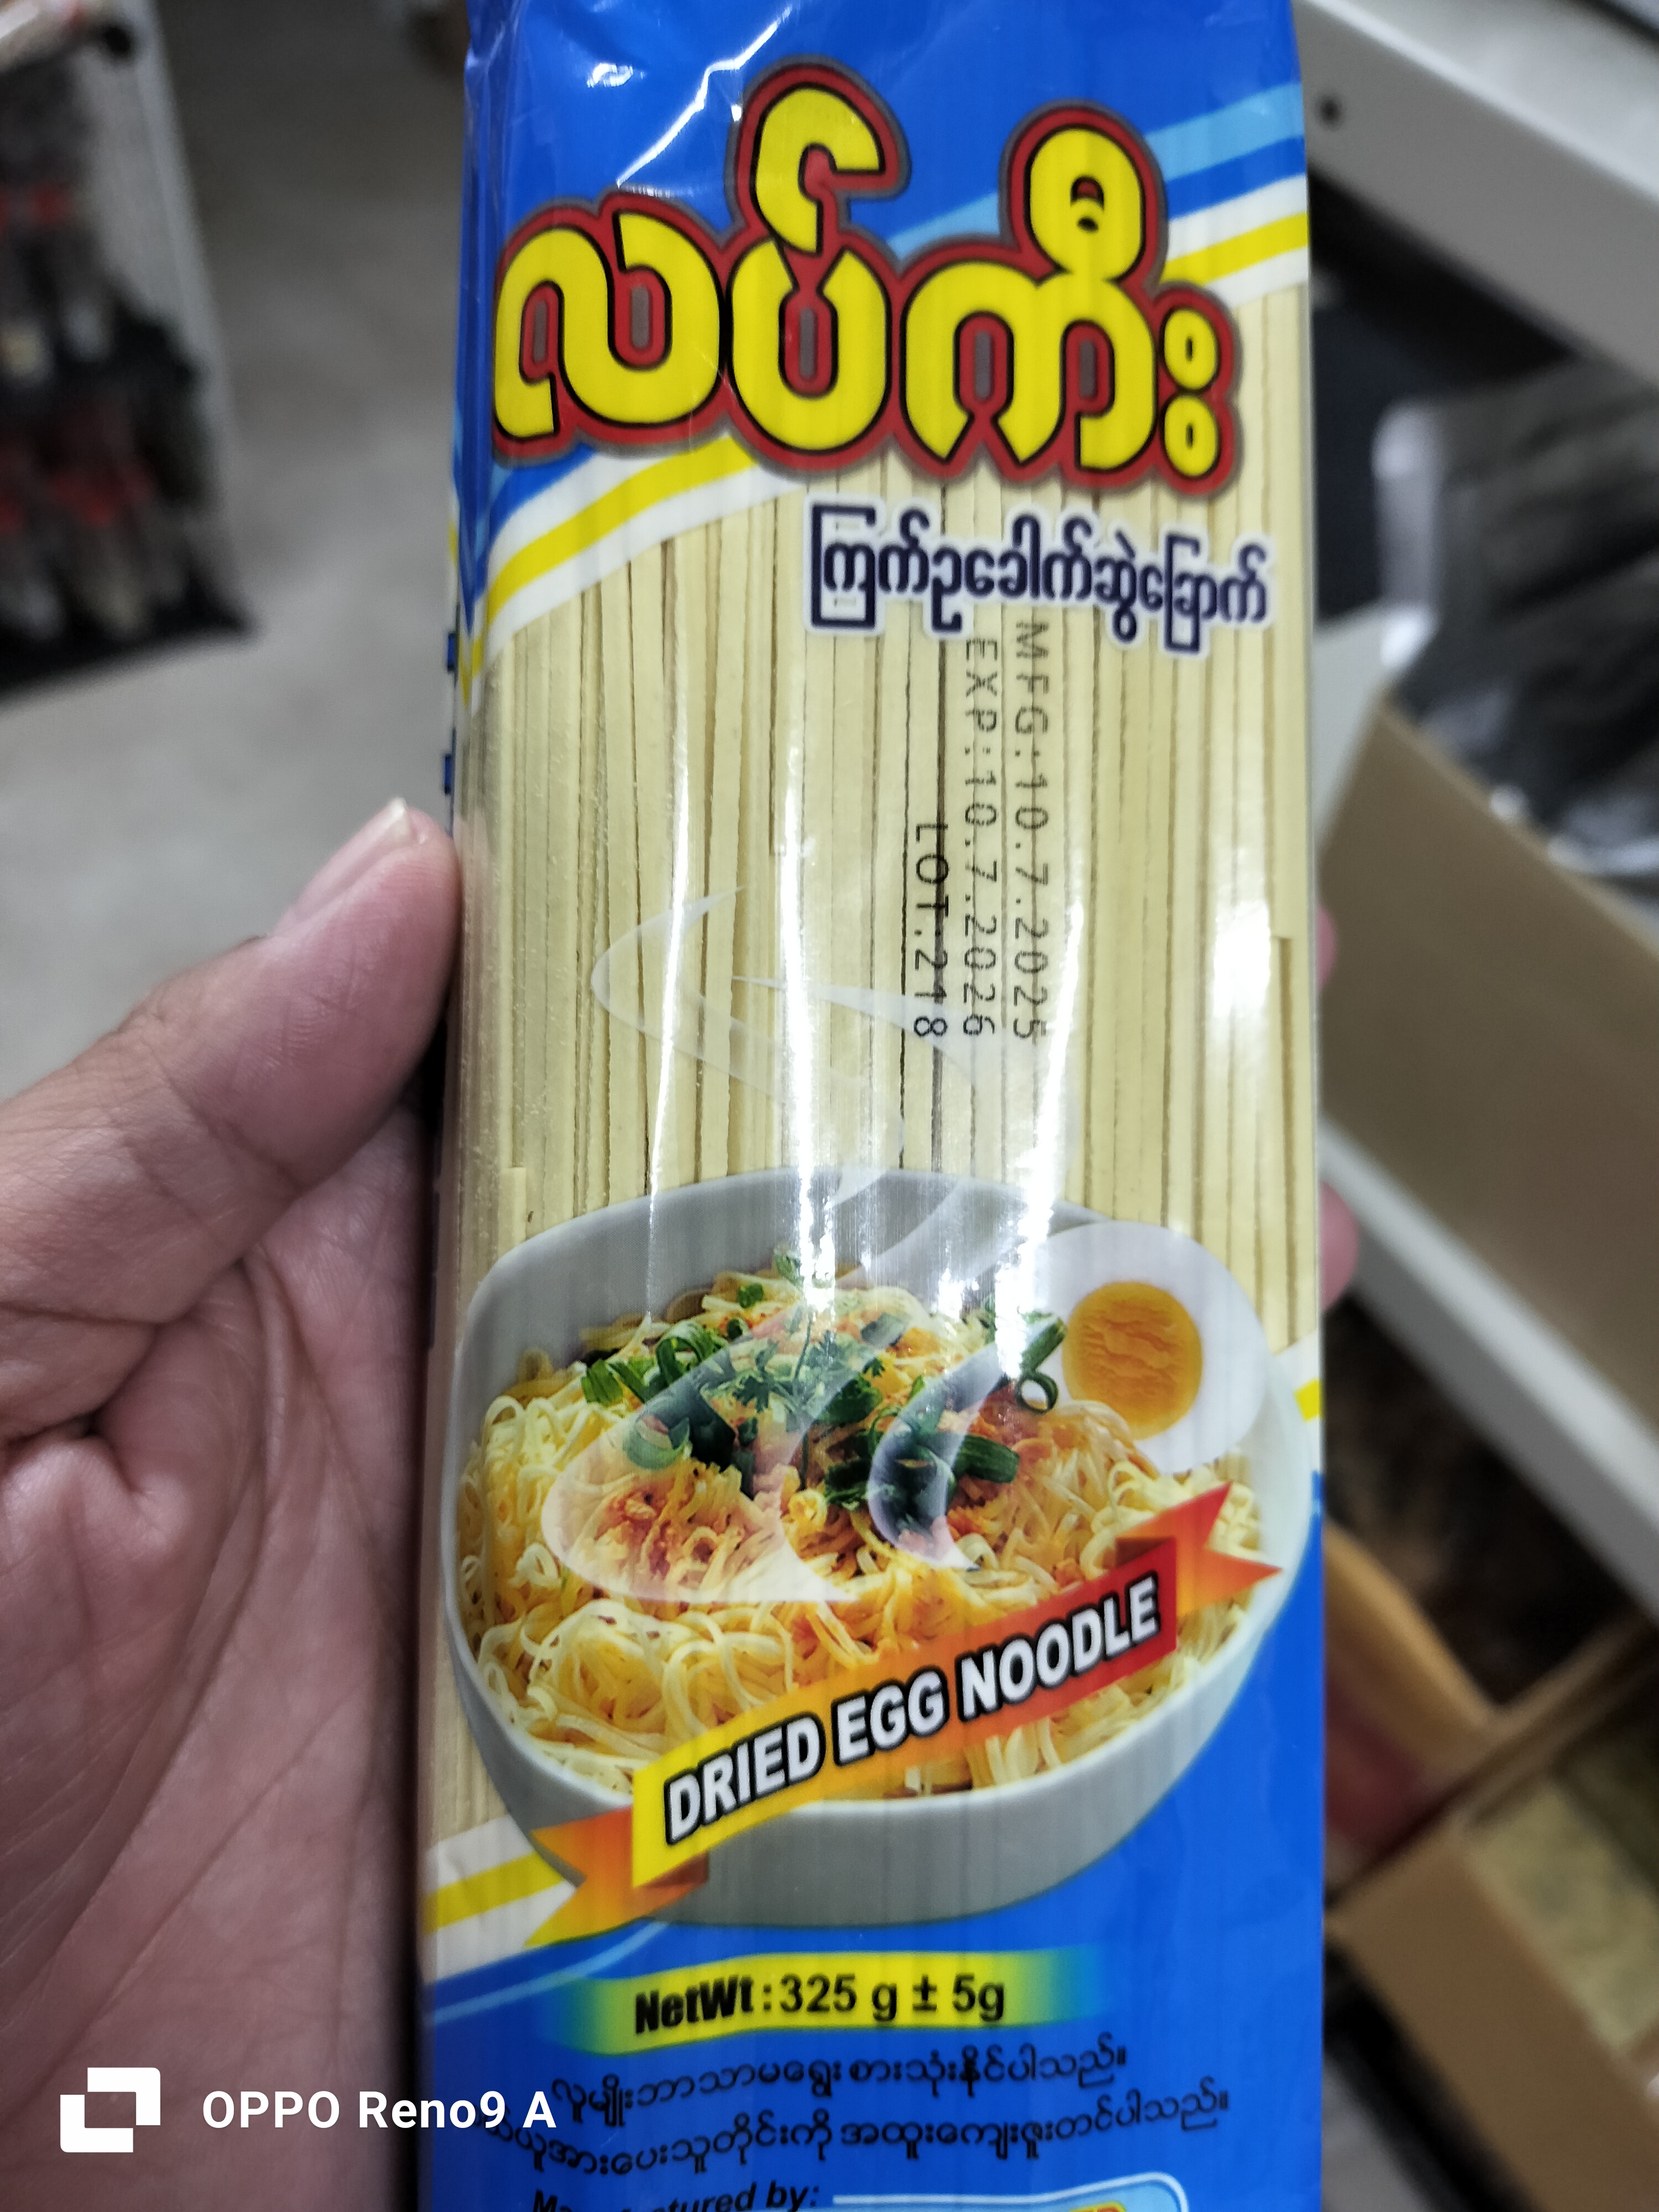 လပ်ကီး
ကြက်ဥခေါက်ဆွဲခြောက်
MFG:10.7.2025
EXP:10.7.2026
LOT.218
DRIED EGG NOODLE
NetWt:325 g ± 5g
လူမျိုးဘာသာမရွေး စားသုံးနိုင်ပါသည်။
ယူအားပေးသူတိုင်းကို အထူးကျေးဇူးတင်ပါသည်။
Manufactured by:
OPPO Reno9 A